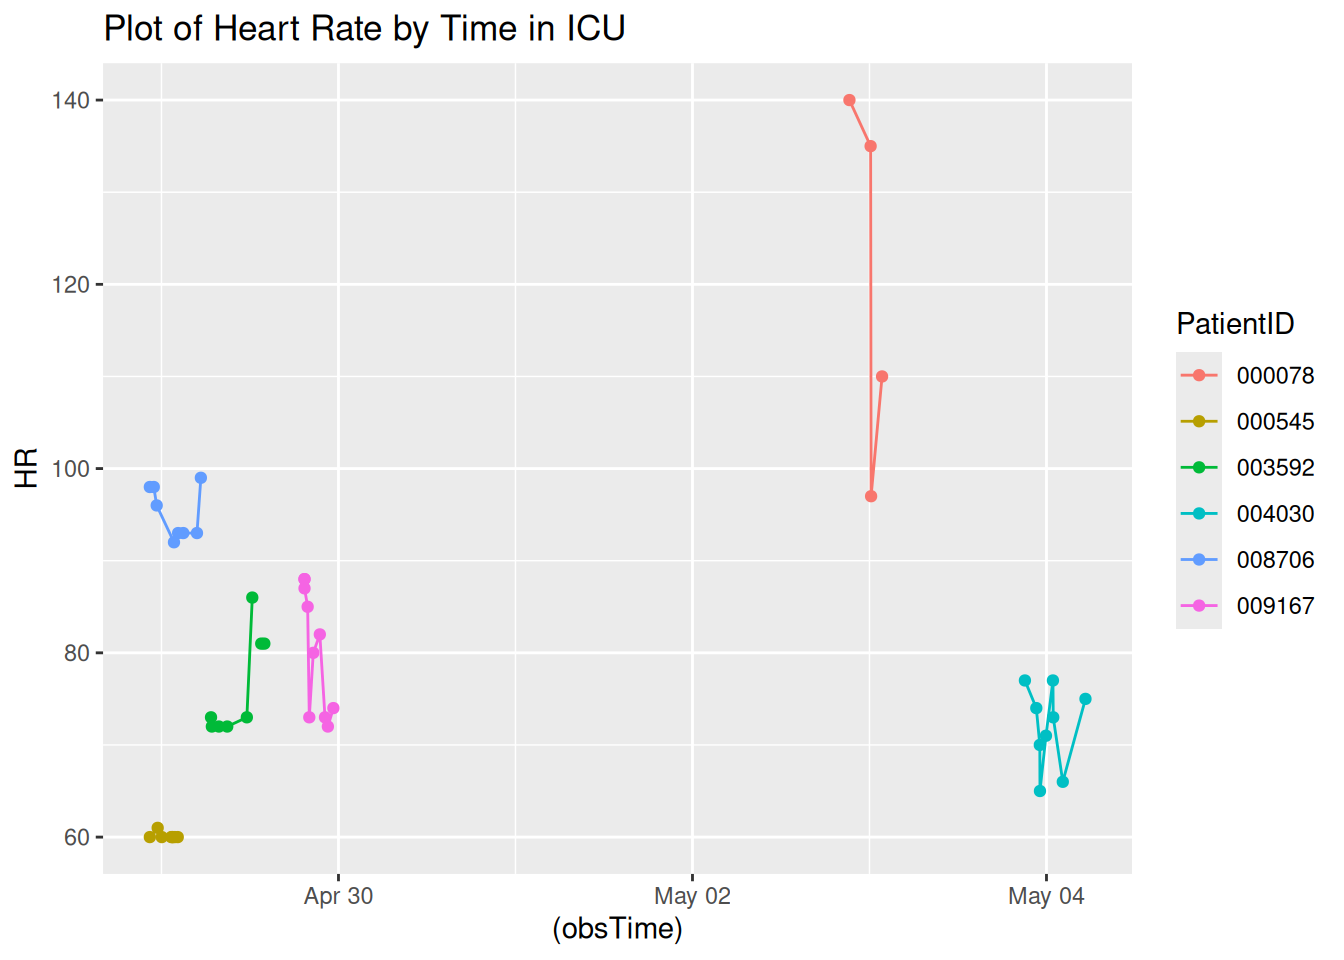 Plot of Heart Rate by Time in ICU
140
120
100
80
60
HR
Apr 30
May 02
May 04
(obsTime)
PatientID
000078
000545
003592
004030
008706
009167